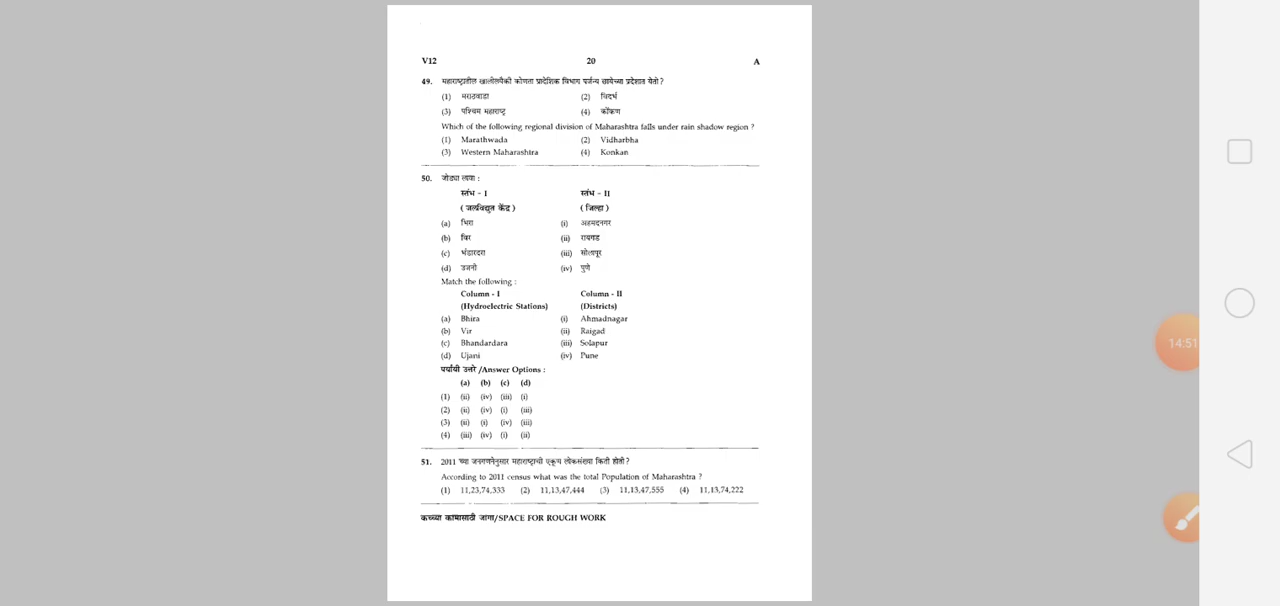 V12 20 A
49. महाराष्ट्रातील खालीलपैकी कोणता प्रादेशिक विभाग पर्जन्य छायेच्या प्रदेशात येतो ?
(1) मराठवाडा (2) विदर्भ
(3) पश्चिम महाराष्ट्र (4) कोंकण
Which of the following regional division of Maharashtra falls under rain shadow region ?
(1) Marathwada (2) Vidharbha
(3) Western Maharashtra (4) Konkan
50. जोड्या लावा :
स्तंभ - I स्तंभ - II
( जलविद्युत केंद्र ) ( जिल्हा )
(a) भिरा (i) अहमदनगर
(b) विर (ii) रायगड
(c) भंडारदरा (iii) सोलापूर
(d) उजनी (iv) पुणे
Match the following :
Column - I Column - II
(Hydroelectric Stations) (Districts)
(a) Bhira (i) Ahmadnagar
(b) Vir (ii) Raigad
(c) Bhandardara (iii) Solapur
(d) Ujani (iv) Pune
पर्यायी उत्तरे /Answer Options :
(a) (b) (c) (d)
(1) (ii) (iv) (iii) (i)
(2) (ii) (iv) (i) (iii)
(3) (ii) (i) (iv) (iii)
(4) (iii) (iv) (i) (ii)
51. 2011 च्या जनगणनेनुसार महाराष्ट्राची एकूण लोकसंख्या किती होती ?
According to 2011 census what was the total Population of Maharashtra ?
(1) 11,23,74,333 (2) 11,13,47,444 (3) 11,13,47,555 (4) 11,13,74,222
कच्च्या कामासाठी जागा/SPACE FOR ROUGH WORK
14:51